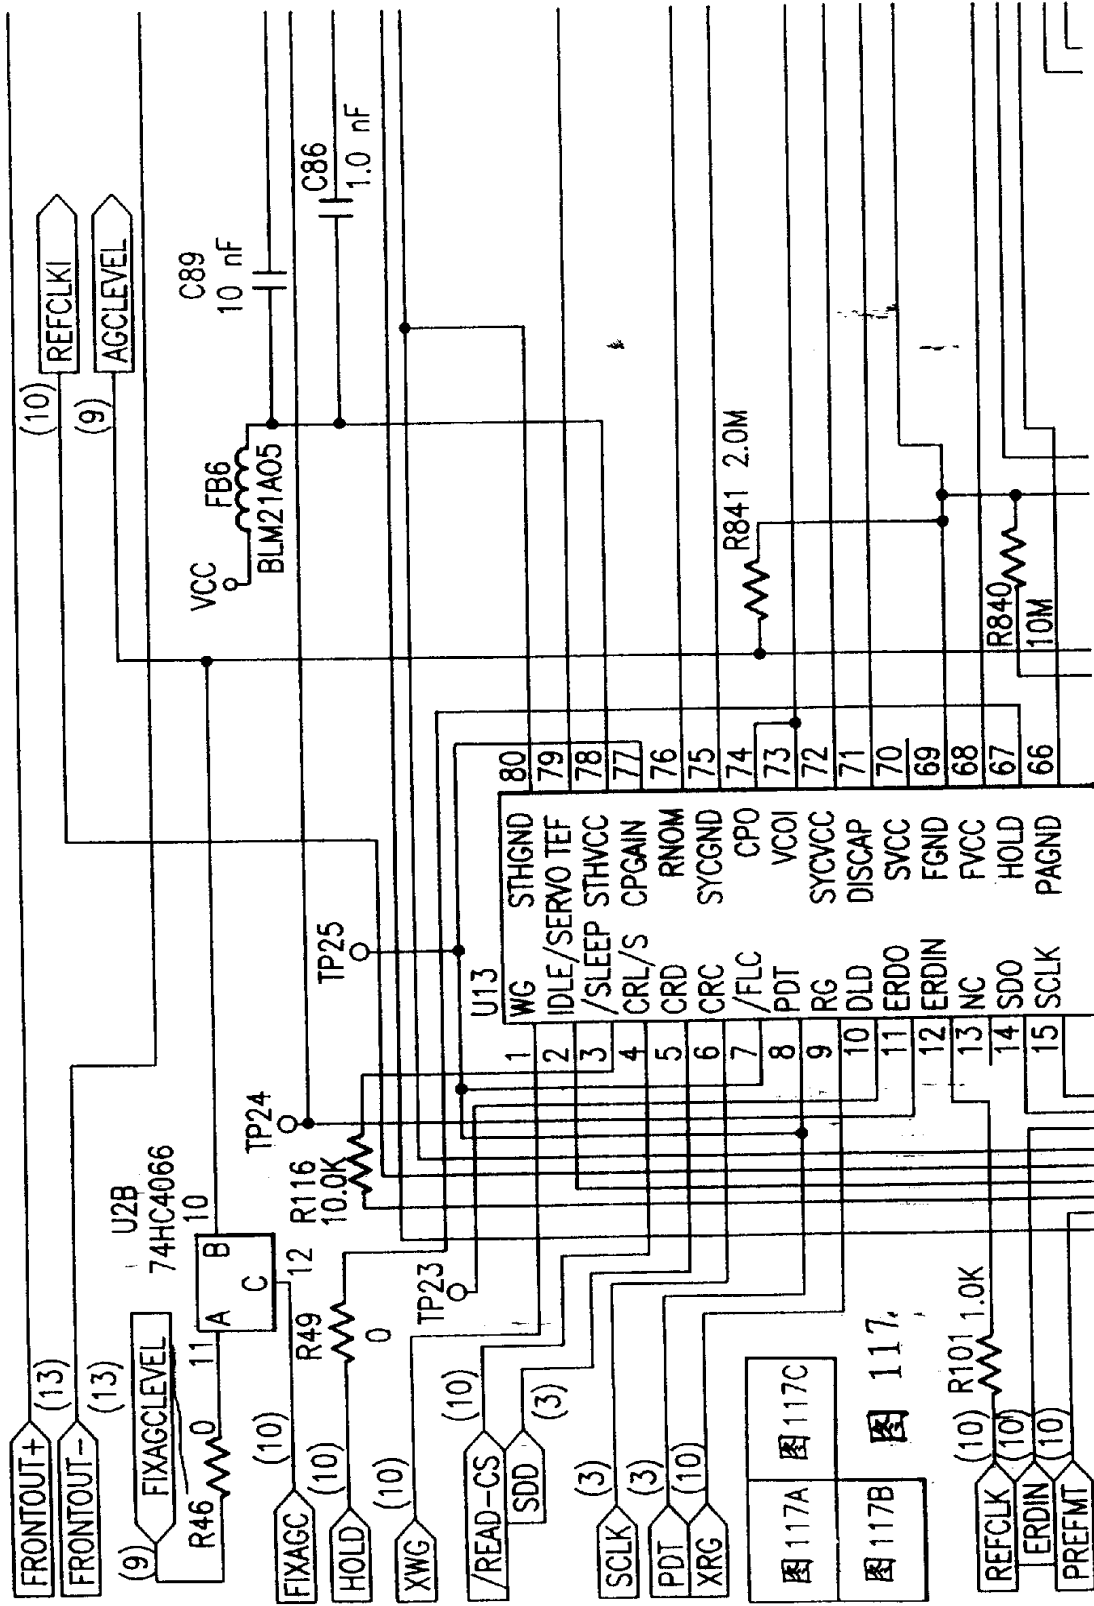 FRONTOUT+
(13)
FRONTOUT-
(13)
(10)
REFCLKI
(9)
AGCLEVEL
(9)
FIXAGCLEVEL
R46
0
11
A
B
C
U2B
74HC4066
10
12
VCC
FB6
BLM21A05
C89
10 nF
C86
1.0 nF
FIXAGC
(10)
HOLD
(10)
R49
0
TP24
R116
10.0K
TP25
TP23
XWG
(10)
/READ-CS
(10)
SDD
(3)
SCLK
(3)
PDT
(3)
XRG
(10)
U13
1
WG
STHGND
80
2
IDLE/SERVO
TEF
79
3
/SLEEP
STHVCC
78
4
CRL/S
CPGAIN
77
5
CRD
RNOM
76
6
CRC
SYCGND
75
7
/FLC
CPO
74
8
PDT
VCOI
73
9
RG
SYCVCC
72
10
DLD
DISCAP
71
11
ERDO
SVCC
70
12
ERDIN
FGND
69
13
NC
FVCC
68
14
SDO
HOLD
67
15
SCLK
PAGND
66
R841 2.0M
R840
10M
图117A
图117C
图117B
图 117
R101 1.0K
REFCLK
(10)
ERDIN
(10)
PREFMT
(10)